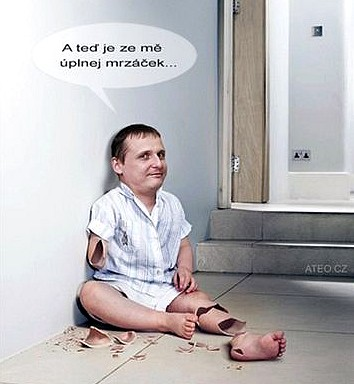 A teď je ze mě
úplnej mrzáček...
ATEO.CZ